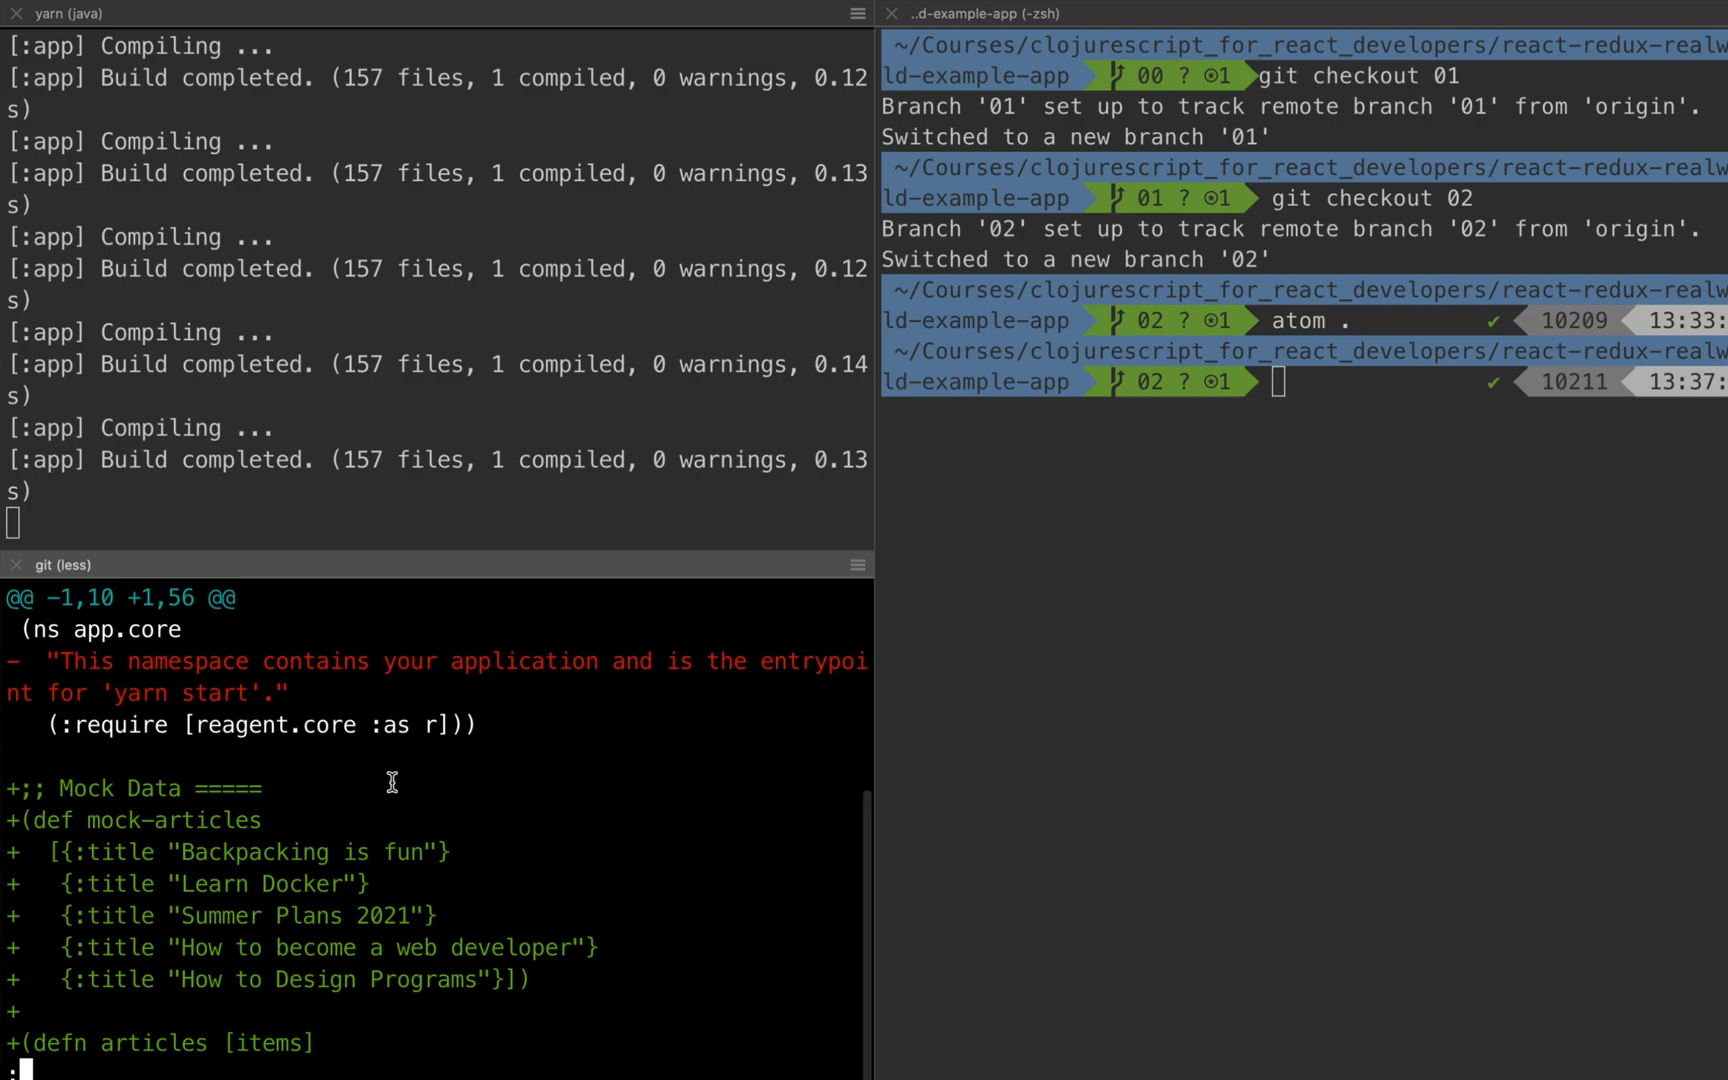 yarn (java)
[:app] Compiling ...
[:app] Build completed. (157 files, 1 compiled, 0 warnings, 0.12
s)
[:app] Compiling ...
[:app] Build completed. (157 files, 1 compiled, 0 warnings, 0.13
s)
[:app] Compiling ...
[:app] Build completed. (157 files, 1 compiled, 0 warnings, 0.12
s)
[:app] Compiling ...
[:app] Build completed. (157 files, 1 compiled, 0 warnings, 0.14
s)
[:app] Compiling ...
[:app] Build completed. (157 files, 1 compiled, 0 warnings, 0.13
s)
git (less)
@@ -1,10 +1,56 @@
(ns app.core
-  "This namespace contains your application and is the entrypoi
nt for 'yarn start'."
(:require [reagent.core :as r]))
+;; Mock Data =====
+(def mock-articles
+  [{:title "Backpacking is fun"}
+   {:title "Learn Docker"}
+   {:title "Summer Plans 2021"}
+   {:title "How to become a web developer"}
+   {:title "How to Design Programs"}])
+
+(defn articles [items]
:
..d-example-app (-zsh)
~/Courses/clojurescript_for_react_developers/react-redux-realw
ld-example-app 00 ? ⊙1 git checkout 01
Branch '01' set up to track remote branch '01' from 'origin'.
Switched to a new branch '01'
~/Courses/clojurescript_for_react_developers/react-redux-realw
ld-example-app 01 ? ⊙1 git checkout 02
Branch '02' set up to track remote branch '02' from 'origin'.
Switched to a new branch '02'
~/Courses/clojurescript_for_react_developers/react-redux-realw
ld-example-app 02 ? ⊙1 atom . ✔ 10209 13:33:
~/Courses/clojurescript_for_react_developers/react-redux-realw
ld-example-app 02 ? ⊙1 ✔ 10211 13:37: